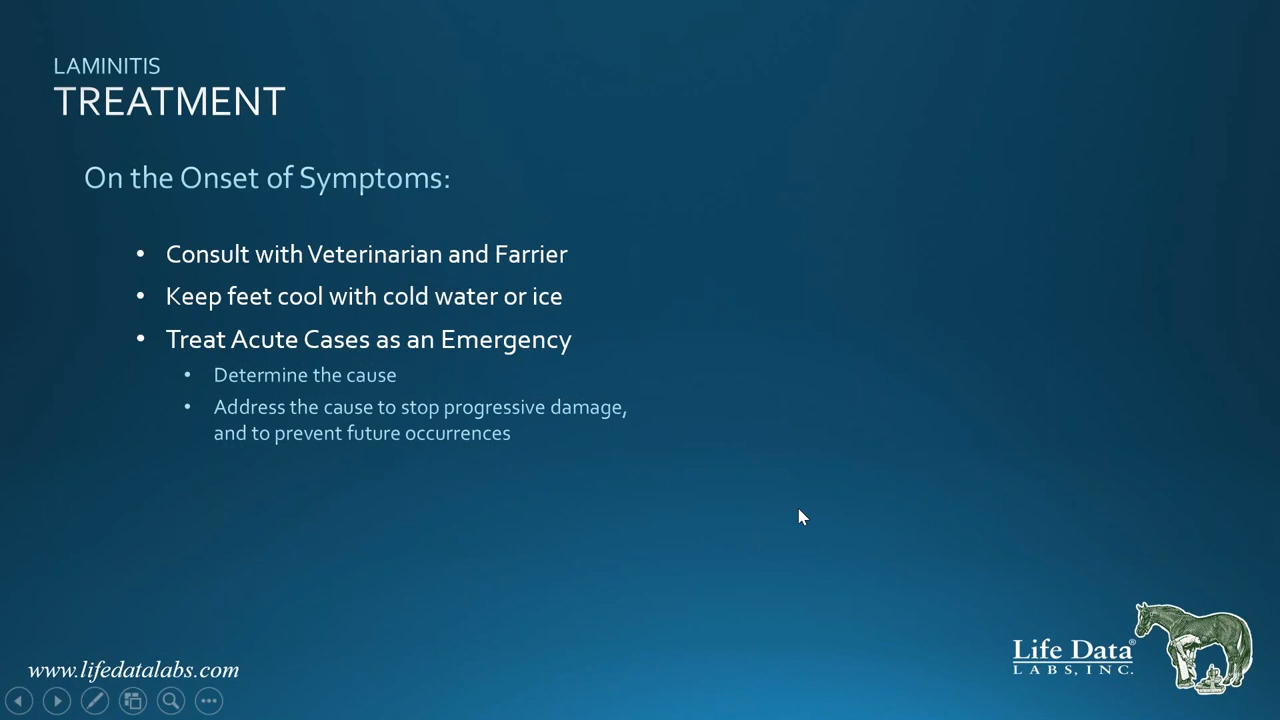 LAMINITIS
TREATMENT
On the Onset of Symptoms:
• Consult with Veterinarian and Farrier
• Keep feet cool with cold water or ice
• Treat Acute Cases as an Emergency
• Determine the cause
• Address the cause to stop progressive damage,
and to prevent future occurrences
www.lifedatalabs.com
Life Data®
LABS, INC.